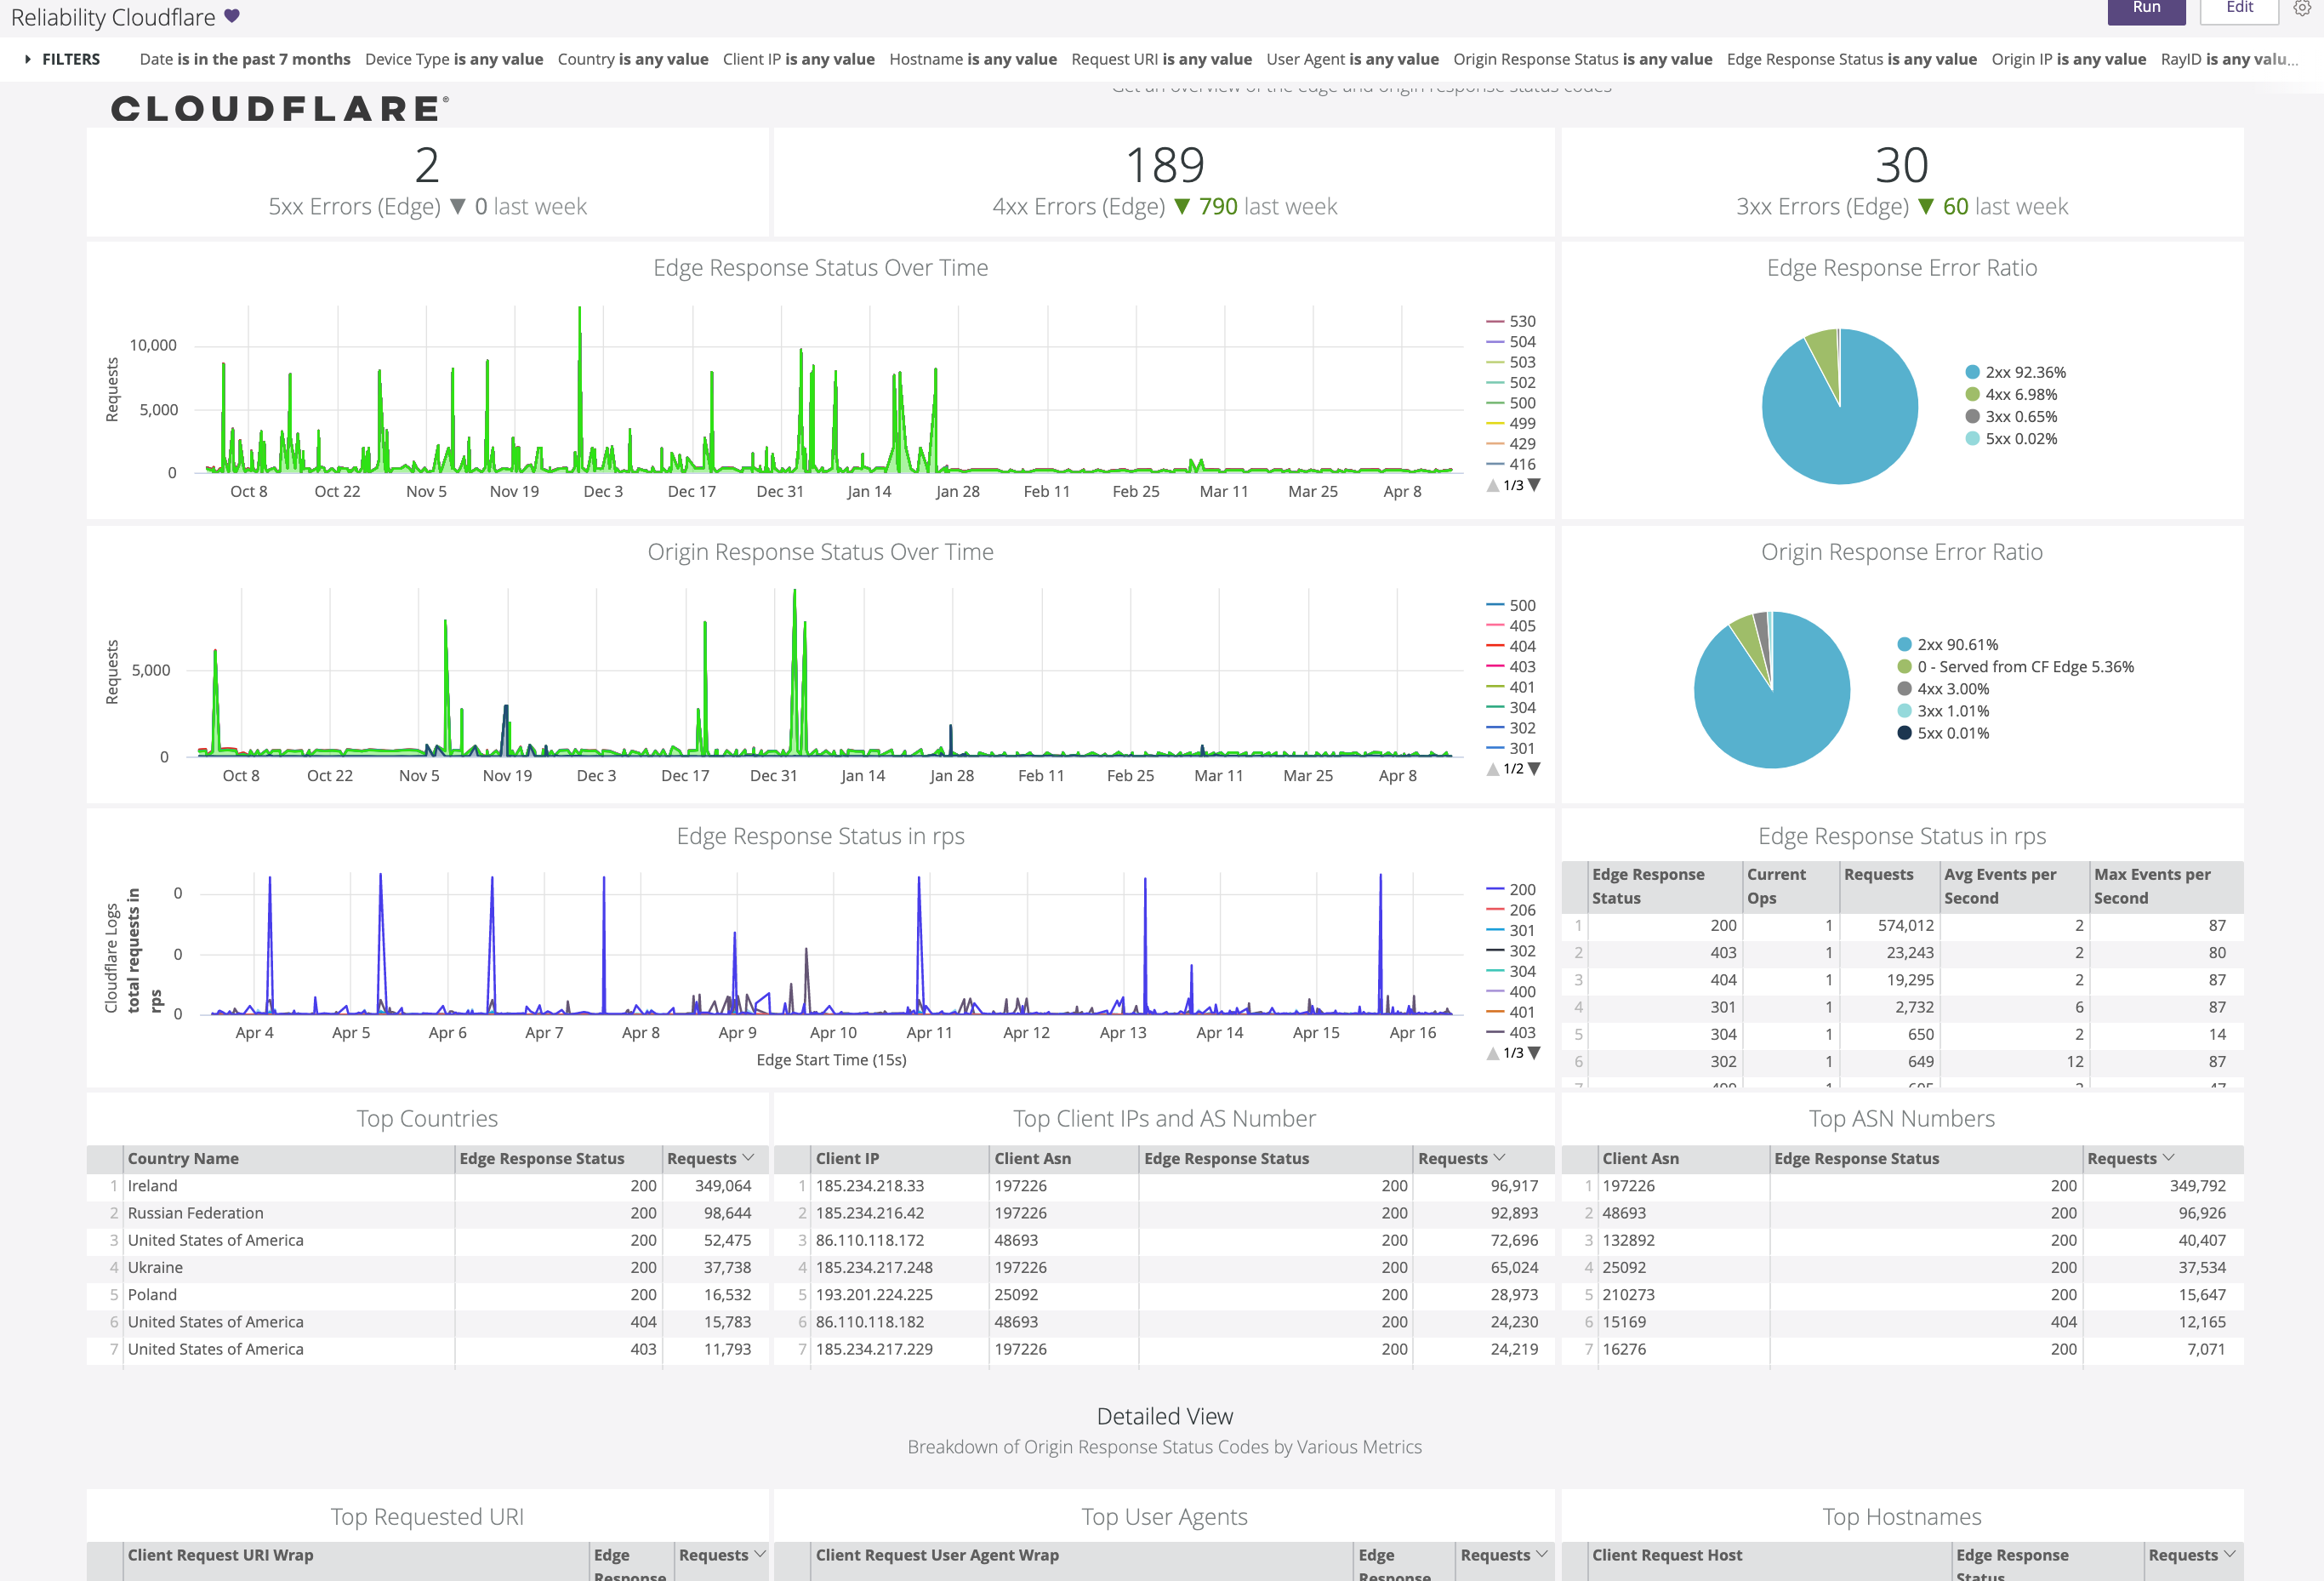 Reliability Cloudflare
Run
Edit
FILTERS
Date is in the past 7 months Device Type is any value Country is any value Client IP is any value Hostname is any value Request URI is any value User Agent is any value Origin Response Status is any value Edge Response Status is any value Origin IP is any value RayID is any valu...
CLOUDFLARE®
Get an overview of the edge and origin response status codes
2
5xx Errors (Edge) ▼ 0 last week
189
4xx Errors (Edge) ▼ 790 last week
30
3xx Errors (Edge) ▼ 60 last week
Edge Response Status Over Time
Requests
10,000
5,000
0
Oct 8 Oct 22 Nov 5 Nov 19 Dec 3 Dec 17 Dec 31 Jan 14 Jan 28 Feb 11 Feb 25 Mar 11 Mar 25 Apr 8
530
504
503
502
500
499
429
416
1/3
Edge Response Error Ratio
2xx 92.36%
4xx 6.98%
3xx 0.65%
5xx 0.02%
Origin Response Status Over Time
Requests
5,000
0
Oct 8 Oct 22 Nov 5 Nov 19 Dec 3 Dec 17 Dec 31 Jan 14 Jan 28 Feb 11 Feb 25 Mar 11 Mar 25 Apr 8
500
405
404
403
401
304
302
301
1/2
Origin Response Error Ratio
2xx 90.61%
0 - Served from CF Edge 5.36%
4xx 3.00%
3xx 1.01%
5xx 0.01%
Edge Response Status in rps
Cloudflare Logs
total requests in
rps
0
0
0
Apr 4 Apr 5 Apr 6 Apr 7 Apr 8 Apr 9 Apr 10 Apr 11 Apr 12 Apr 13 Apr 14 Apr 15 Apr 16
Edge Start Time (15s)
200
206
301
302
304
400
401
403
1/3
Edge Response Status in rps
Edge Response Status Current Ops Requests Avg Events per Second Max Events per Second
1 200 1 574,012 2 87
2 403 1 23,243 2 80
3 404 1 19,295 2 87
4 301 1 2,732 6 87
5 304 1 650 2 14
6 302 1 649 12 87
Top Countries
Country Name Edge Response Status Requests
1 Ireland 200 349,064
2 Russian Federation 200 98,644
3 United States of America 200 52,475
4 Ukraine 200 37,738
5 Poland 200 16,532
6 United States of America 404 15,783
7 United States of America 403 11,793
Top Client IPs and AS Number
Client IP Client Asn Edge Response Status Requests
1 185.234.218.33 197226 200 96,917
2 185.234.216.42 197226 200 92,893
3 86.110.118.172 48693 200 72,696
4 185.234.217.248 197226 200 65,024
5 193.201.224.225 25092 200 28,973
6 86.110.118.182 48693 200 24,230
7 185.234.217.229 197226 200 24,219
Top ASN Numbers
Client Asn Edge Response Status Requests
1 197226 200 349,792
2 48693 200 96,926
3 132892 200 40,407
4 25092 200 37,534
5 210273 200 15,647
6 15169 404 12,165
7 16276 200 7,071
Detailed View
Breakdown of Origin Response Status Codes by Various Metrics
Top Requested URI
Client Request URI Wrap Edge Response Requests
Top User Agents
Client Request User Agent Wrap Edge Response Requests
Top Hostnames
Client Request Host Edge Response Status Requests